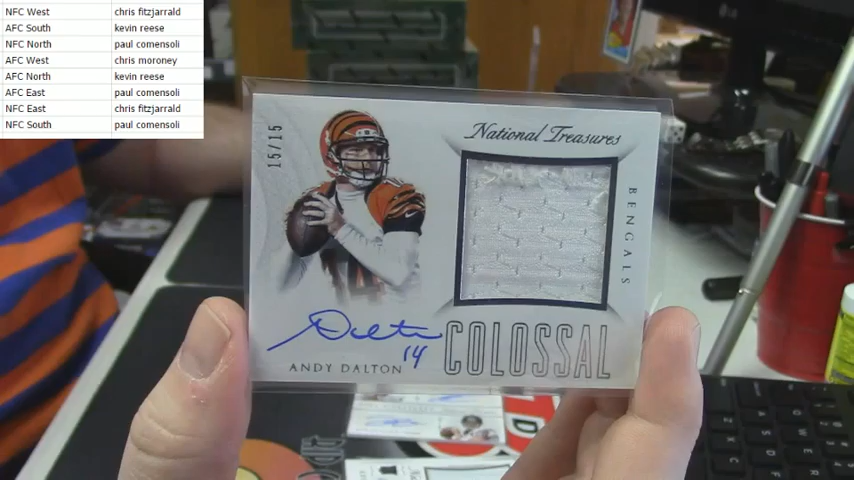 NFC West chris fitzjarrald
AFC South kevin reese
NFC North paul comensoli
AFC West chris moroney
AFC North kevin reese
AFC East paul comensoli
NFC East chris fitzjarrald
NFC South paul comensoli
15/15
National Treasures
BENGALS
Dalton
14
ANDY DALTON
COLOSSAL